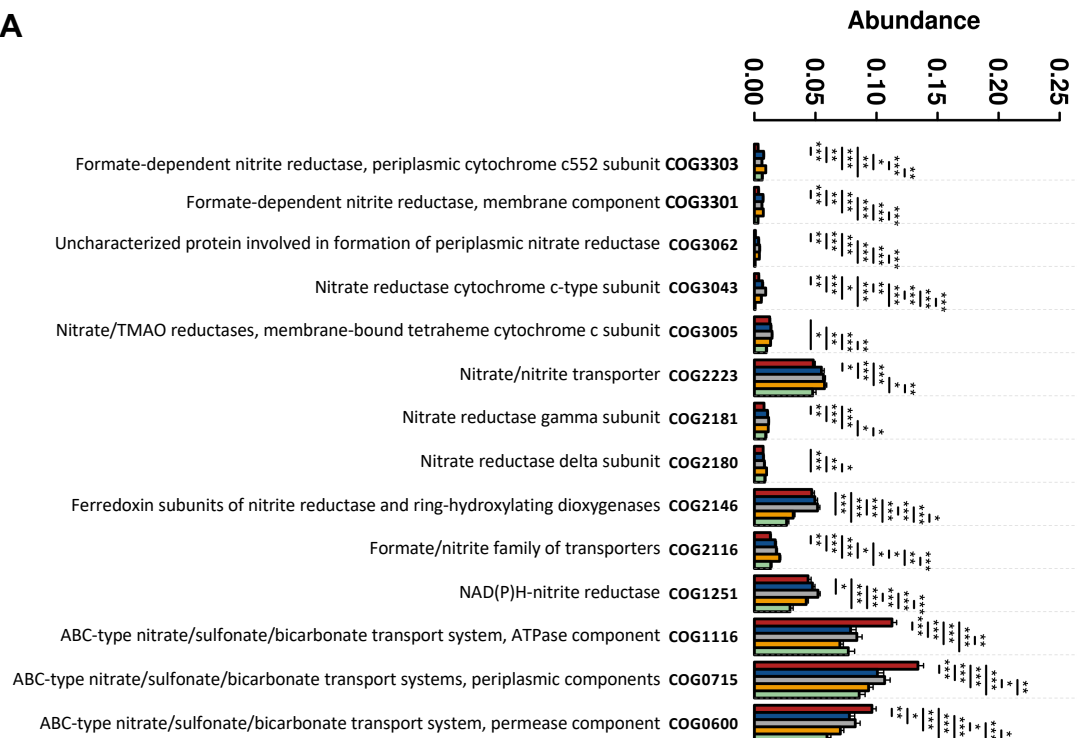 A
Abundance
0.00 0.05 0.10 0.15 0.20 0.25
Formate-dependent nitrite reductase, periplasmic cytochrome c552 subunit COG3303
Formate-dependent nitrite reductase, membrane component COG3301
Uncharacterized protein involved in formation of periplasmic nitrate reductase COG3062
Nitrate reductase cytochrome c-type subunit COG3043
Nitrate/TMAO reductases, membrane-bound tetraheme cytochrome c subunit COG3005
Nitrate/nitrite transporter COG2223
Nitrate reductase gamma subunit COG2181
Nitrate reductase delta subunit COG2180
Ferredoxin subunits of nitrite reductase and ring-hydroxylating dioxygenases COG2146
Formate/nitrite family of transporters COG2116
NAD(P)H-nitrite reductase COG1251
ABC-type nitrate/sulfonate/bicarbonate transport system, ATPase component COG1116
ABC-type nitrate/sulfonate/bicarbonate transport systems, periplasmic components COG0715
ABC-type nitrate/sulfonate/bicarbonate transport system, permease component COG0600